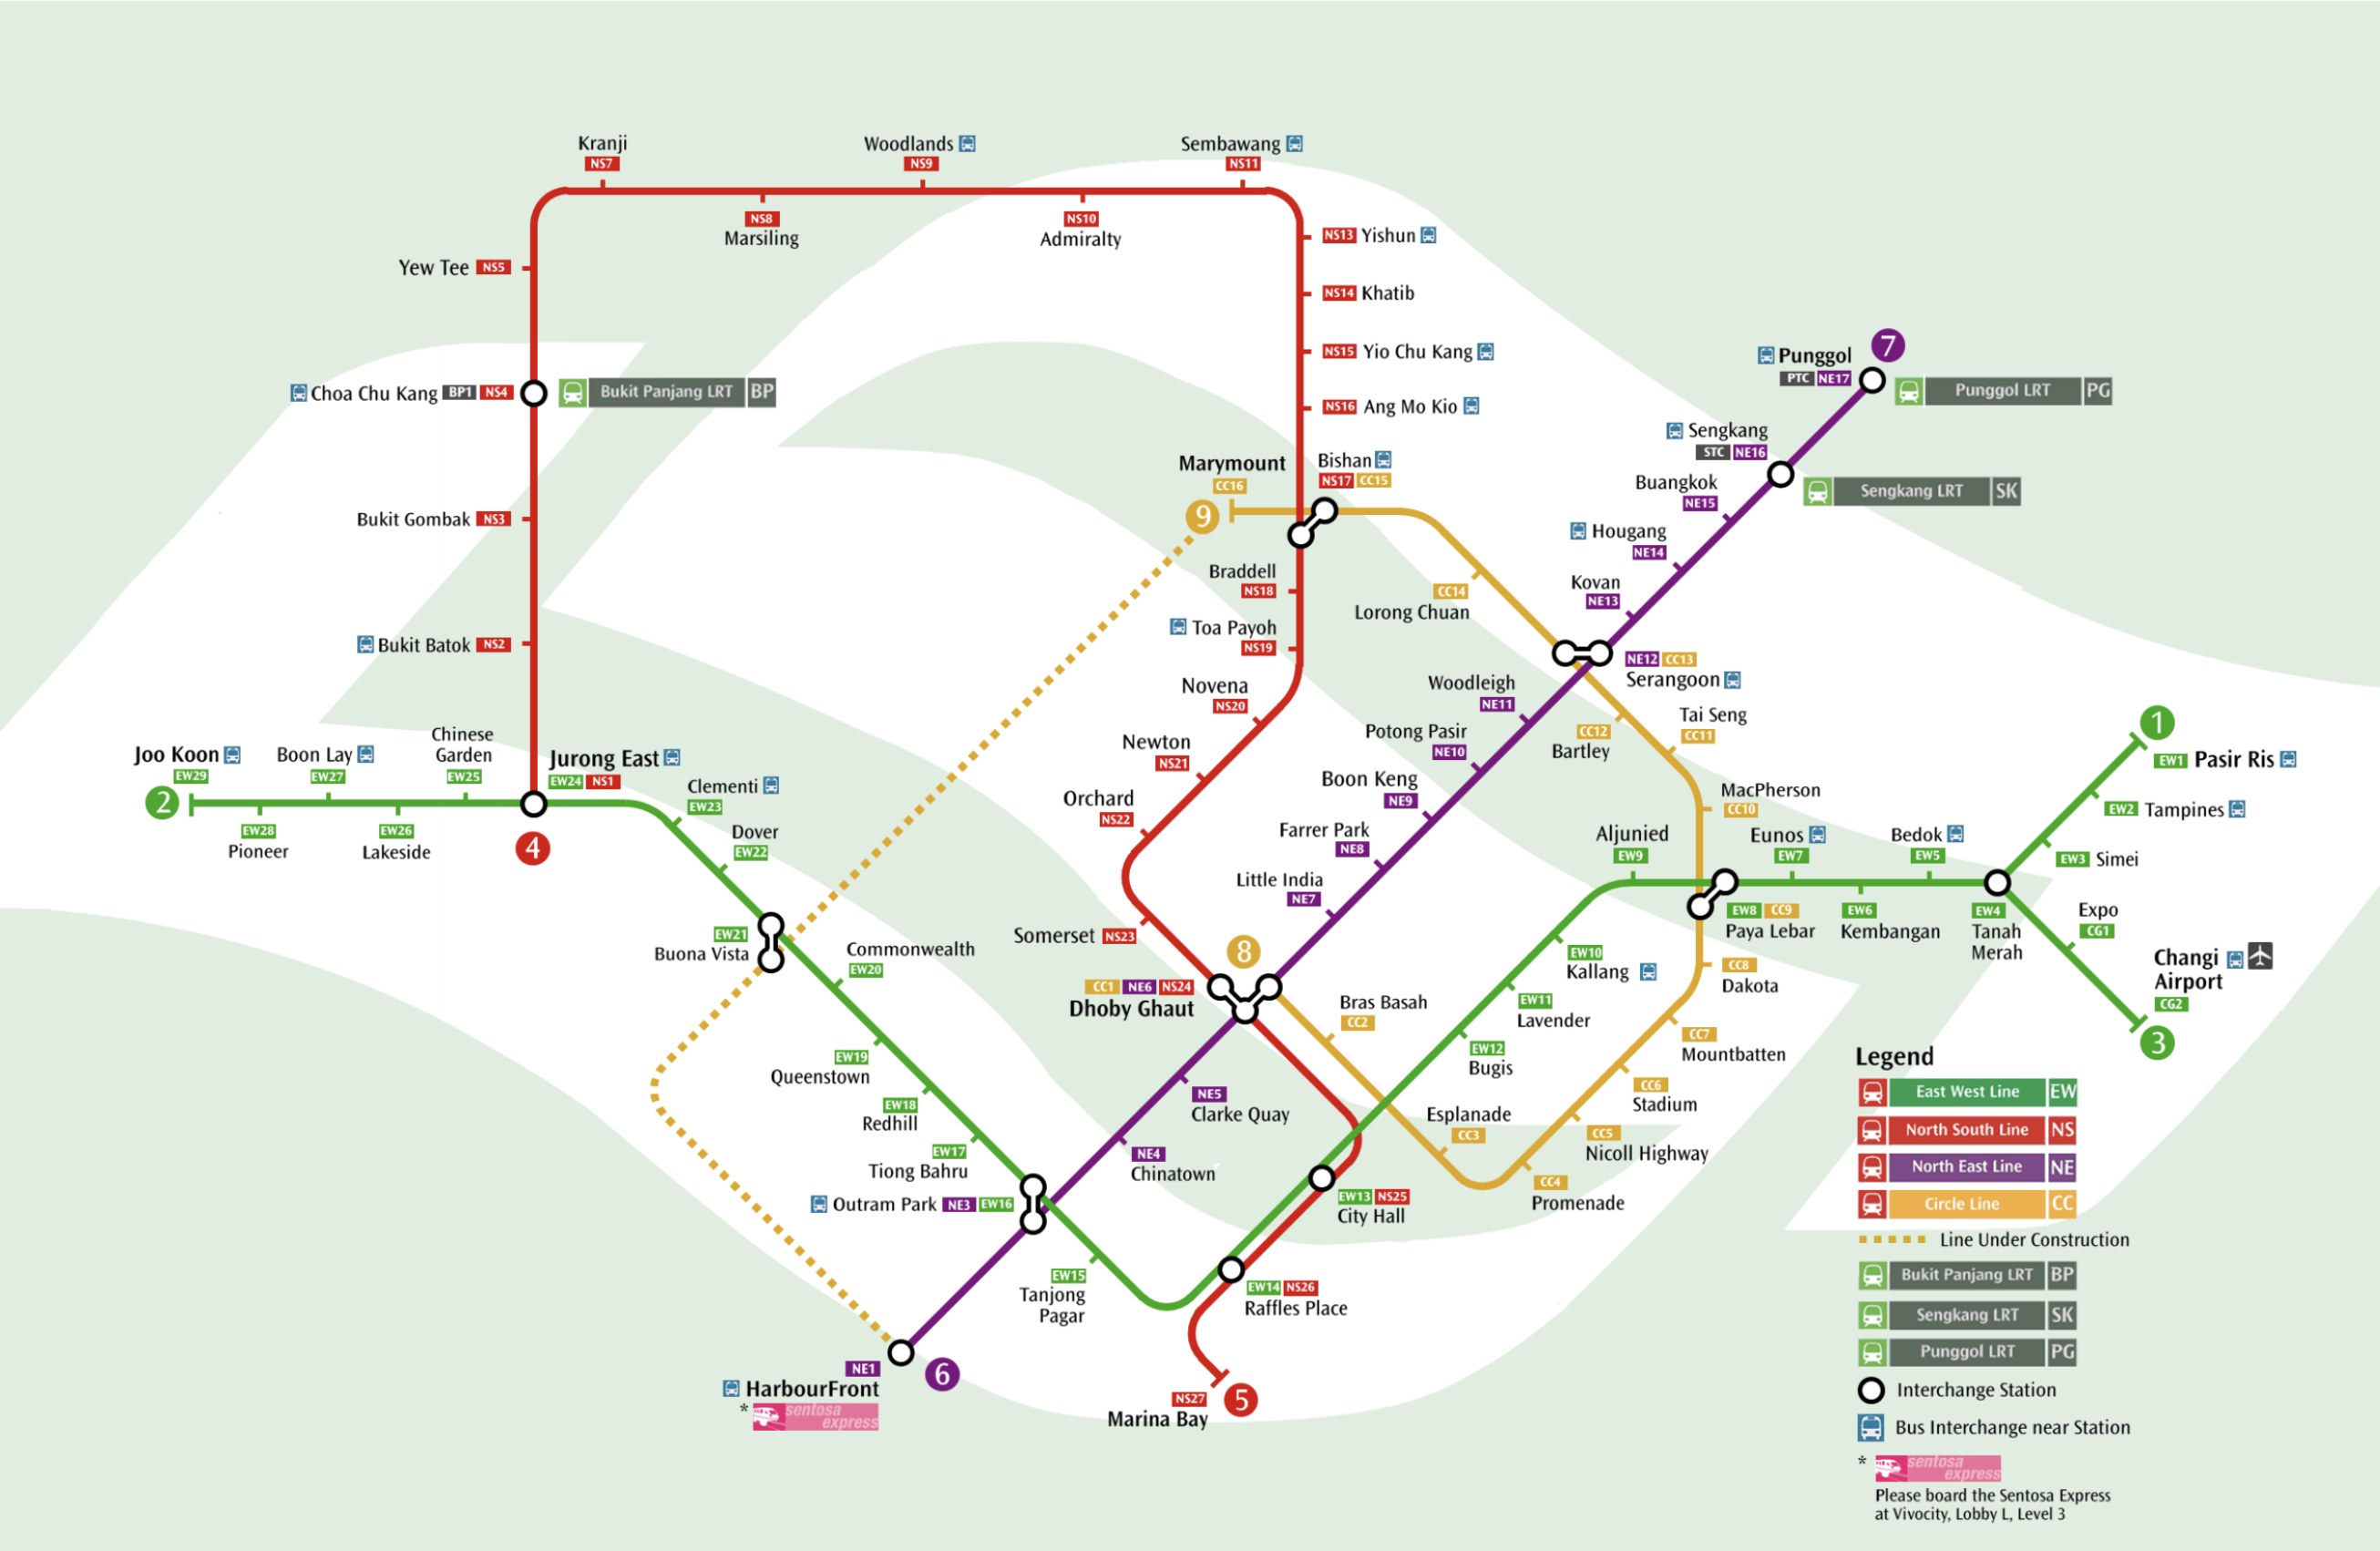 Kranji
NS7
Woodlands
NS9
Sembawang
NS11
NS8
Marsiling
NS10
Admiralty
NS13 Yishun
Yew Tee NS5
NS14 Khatib
NS15 Yio Chu Kang
NS16 Ang Mo Kio
Choa Chu Kang BP1 NS4
Bukit Panjang LRT BP
7
Punggol
PTC NE17
Punggol LRT PG
Sengkang
STC NE16
Sengkang LRT SK
Buangkok
NE15
Hougang
NE14
Kovan
NE13
Marymount
CC16
9
Bishan
NS17 CC15
Bukit Gombak NS3
Braddell
NS18
CC14
Lorong Chuan
Toa Payoh
NS19
Bukit Batok NS2
NE12 CC13
Serangoon
Novena
NS20
Woodleigh
NE11
Tai Seng
CC11
CC12
Bartley
Potong Pasir
NE10
Newton
NS21
1
EW1 Pasir Ris
Joo Koon
EW29
Boon Lay
EW27
Chinese
Garden
EW25
Jurong East
EW24 NS1
Clementi
EW23
2
EW28
Pioneer
EW26
Lakeside
4
Dover
EW22
Orchard
NS22
Boon Keng
NE9
MacPherson
CC10
EW2 Tampines
Farrer Park
NE8
Aljunied
EW9
Eunos
EW7
Bedok
EW5
EW3 Simei
Little India
NE7
EW21
Buona Vista
Commonwealth
EW20
Somerset NS23
8
EW8 CC9
Paya Lebar
EW6
Kembangan
EW4
Tanah
Merah
Expo
CG1
Changi
Airport
CG2
3
EW10
Kallang
CC8
Dakota
CC1 NE6 NS24
Dhoby Ghaut
Bras Basah
CC2
EW11
Lavender
CC7
Mountbatten
EW12
Bugis
EW19
Queenstown
EW18
Redhill
EW17
Tiong Bahru
NE5
Clarke Quay
NE4
Chinatown
Esplanade
CC3
CC6
Stadium
CC5
Nicoll Highway
CC4
Promenade
Outram Park NE3 EW16
EW13 NS25
City Hall
EW15
Tanjong
Pagar
EW14 NS26
Raffles Place
NE1
HarbourFront
6
* sentosa
express
NS27
Marina Bay
5
Legend
East West Line EW
North South Line NS
North East Line NE
Circle Line CC
Line Under Construction
Bukit Panjang LRT BP
Sengkang LRT SK
Punggol LRT PG
Interchange Station
Bus Interchange near Station
* sentosa
express
Please board the Sentosa Express
at Vivocity, Lobby L, Level 3